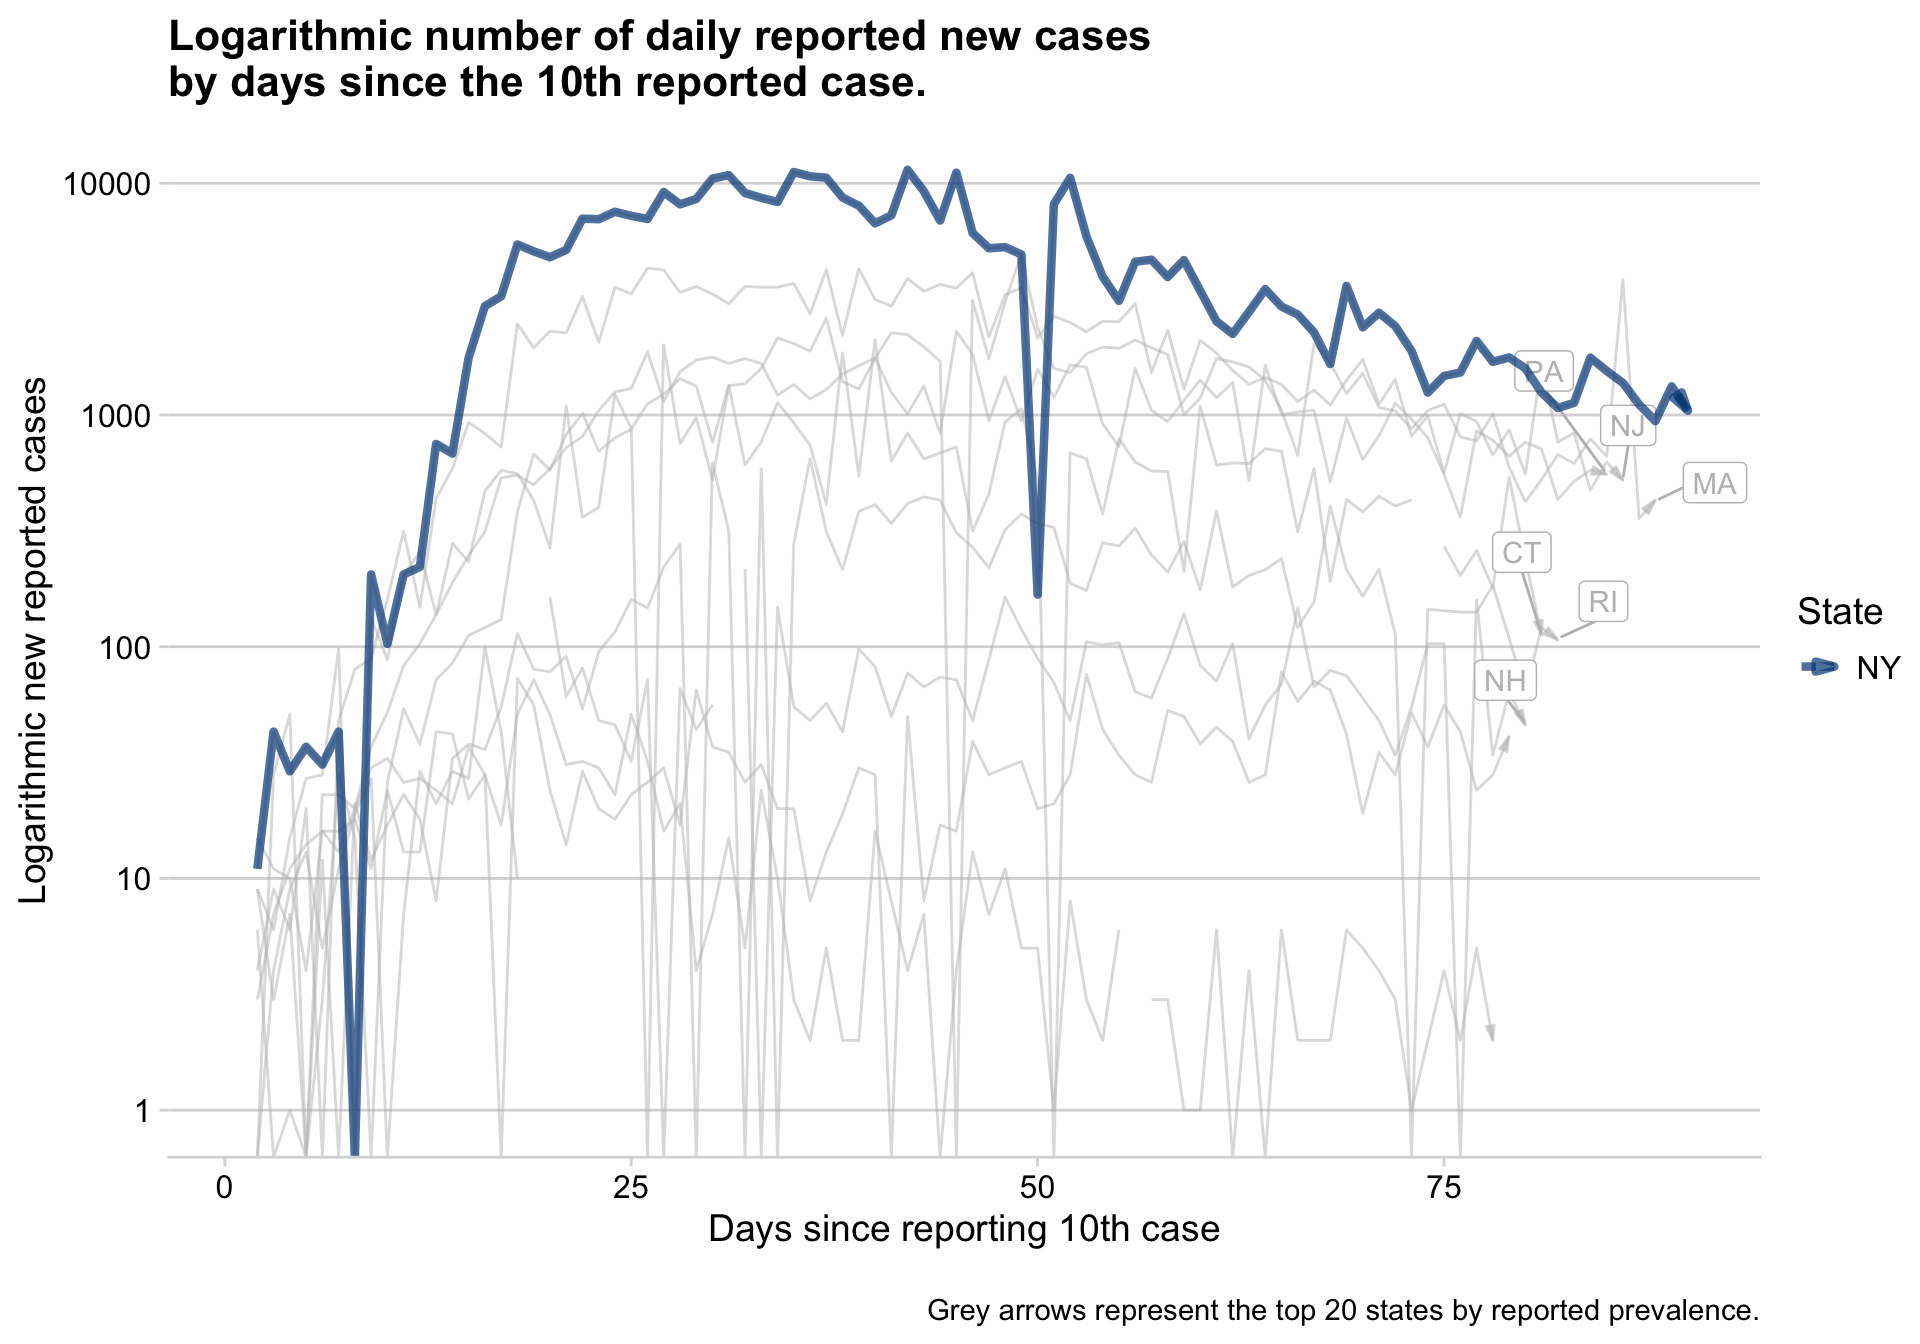 Logarithmic number of daily reported new cases
by days since the 10th reported case.
Logarithmic new reported cases
10000
1000
100
10
1
PA
NJ
MA
CT
RI
NH
State
NY
0
25
50
75
Days since reporting 10th case
Grey arrows represent the top 20 states by reported prevalence.